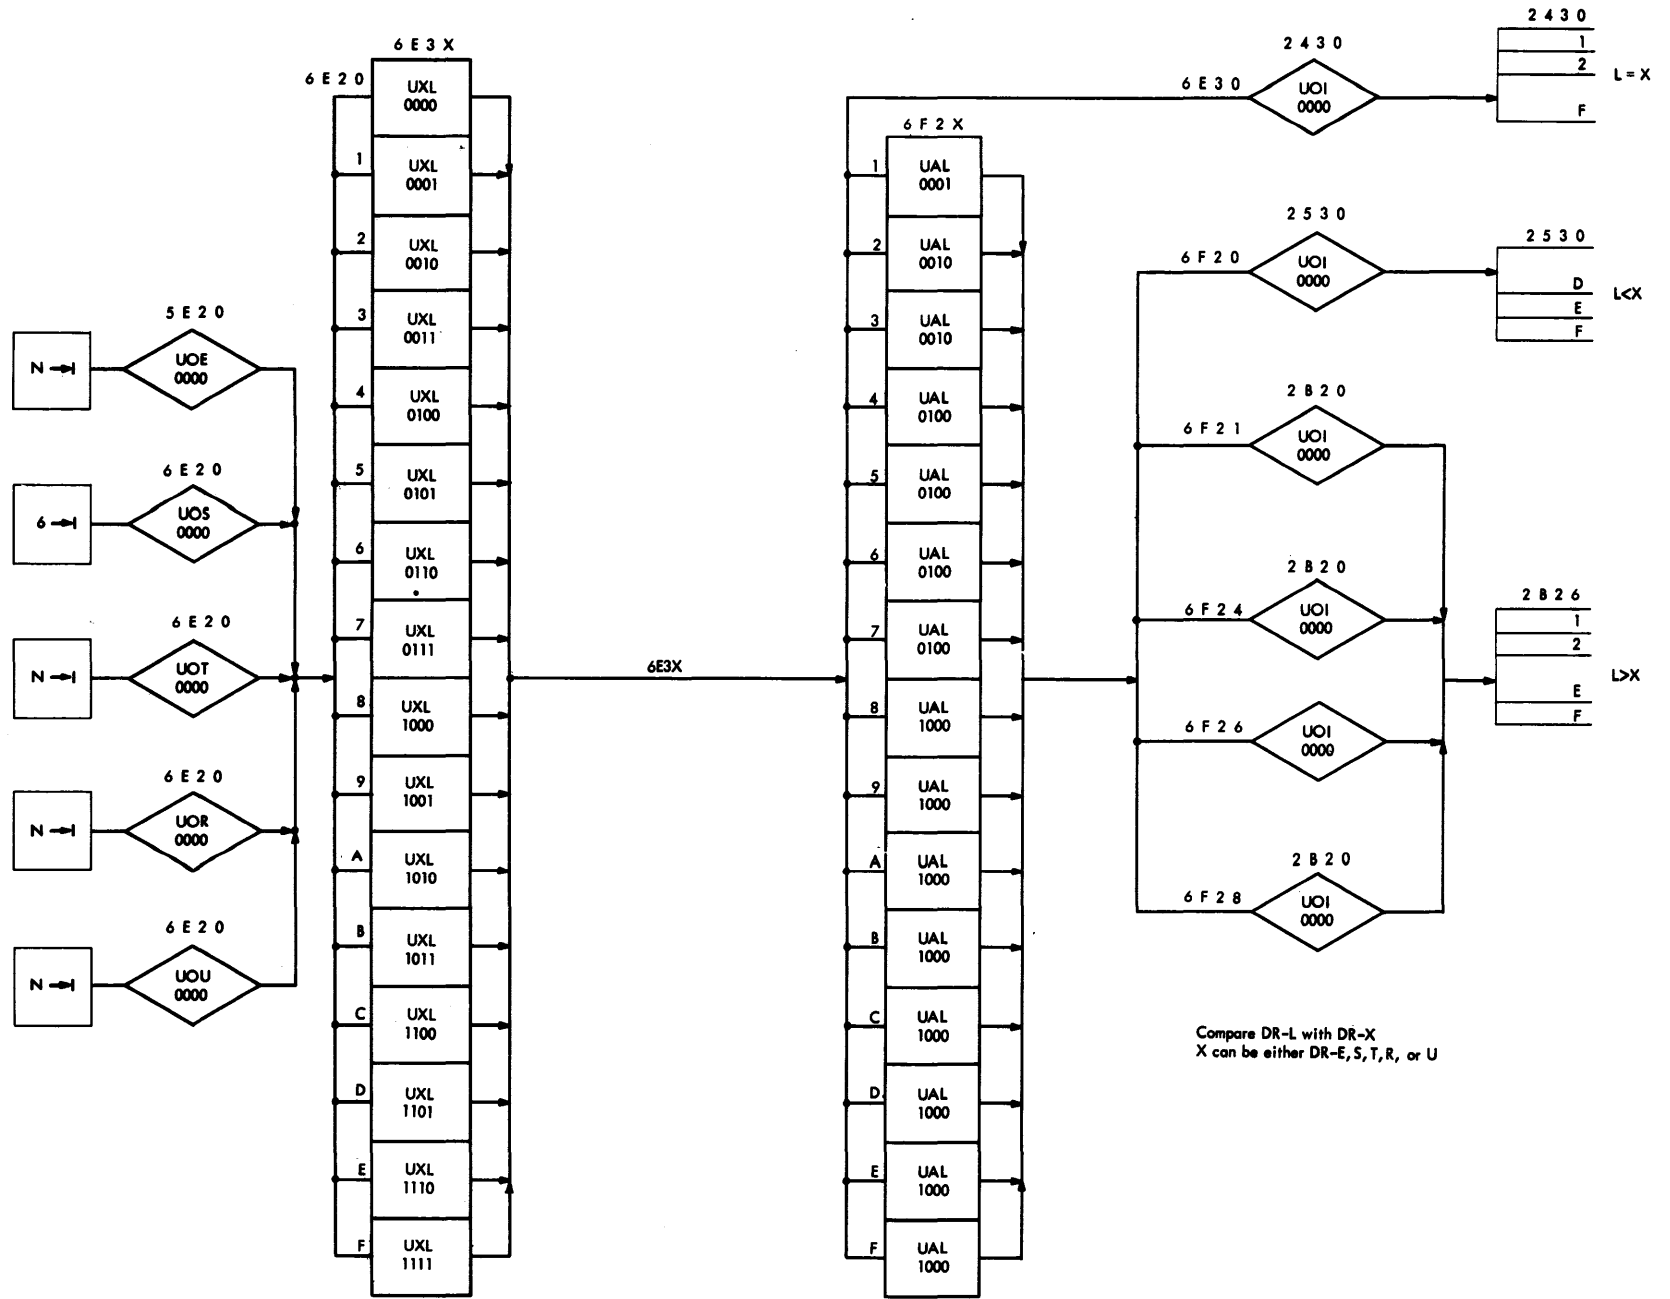 5 E 2 0
N
UOE
0000
6 E 2 0
6
UOS
0000
6 E 2 0
N
UOT
0000
6 E 2 0
N
UOR
0000
6 E 2 0
N
UOU
0000
6 E 3 X
6 E 2 0
UXL
0000
1
UXL
0001
2
UXL
0010
3
UXL
0011
4
UXL
0100
5
UXL
0101
6
UXL
0110
7
UXL
0111
8
UXL
1000
9
UXL
1001
A
UXL
1010
B
UXL
1011
C
UXL
1100
D
UXL
1101
E
UXL
1110
F
UXL
1111
6E3X
6 F 2 X
1
UAL
0001
2
UAL
0010
3
UAL
0010
4
UAL
0100
5
UAL
0100
6
UAL
0100
7
UAL
0100
8
UAL
1000
9
UAL
1000
A
UAL
1000
B
UAL
1000
C
UAL
1000
D
UAL
1000
E
UAL
1000
F
UAL
1000
2 4 3 0
6 E 3 0
UOI
0000
2 4 3 0
1
2
F
L = X
2 5 3 0
6 F 2 0
UOI
0000
2 5 3 0
D
E
F
L<X
2 B 2 0
6 F 2 1
UOI
0000
2 B 2 0
6 F 2 4
UOI
0000
6 F 2 6
UOI
0000
2 B 2 0
6 F 2 8
UOI
0000
2 B 2 6
1
2
E
F
L>X
Compare DR-L with DR-X
X can be either DR-E, S, T, R, or U